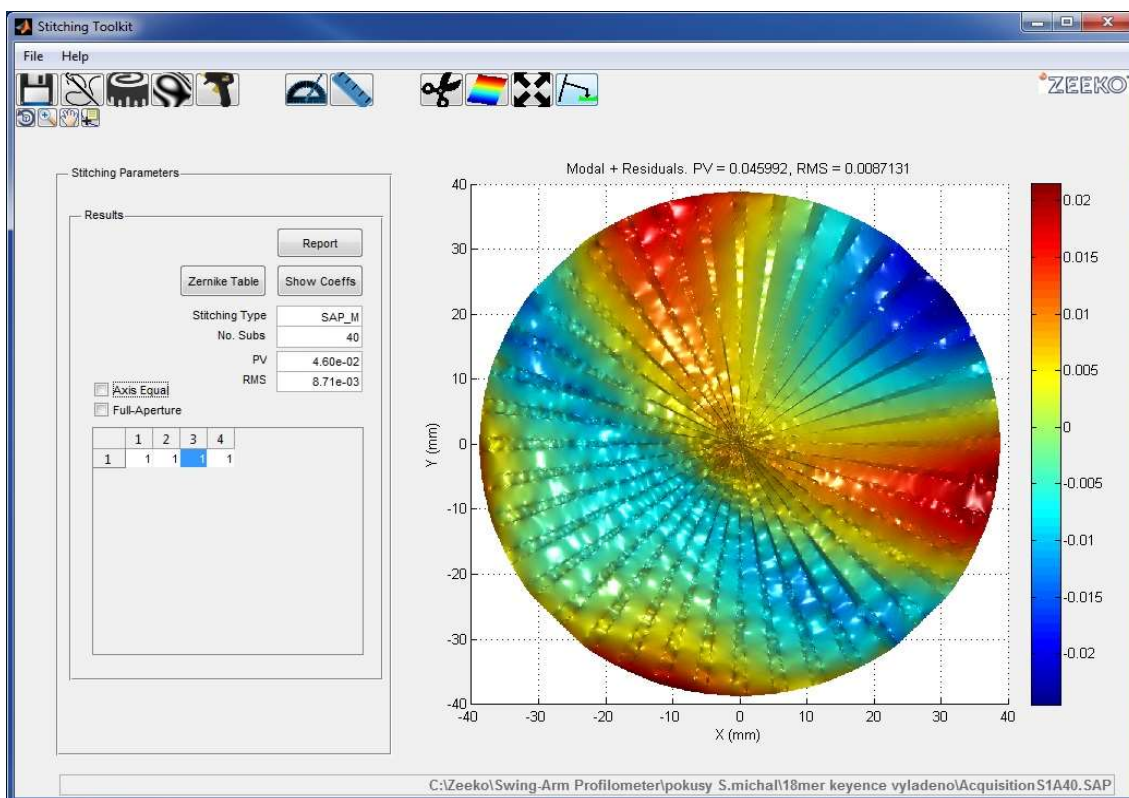 Stitching Toolkit
File Help
ZEEKO
Stitching Parameters
Results
Report
Zernike Table Show Coeffs
Stitching Type SAP_M
No. Subs 40
PV 4.60e-02
RMS 8.71e-03
Axis Equal
Full-Aperture
1 2 3 4
1 1 1 1 1
Modal + Residuals. PV = 0.045992, RMS = 0.0087131
40
30
20
10
0
-10
-20
-30
-40
Y (mm)
-40 -30 -20 -10 0 10 20 30 40
X (mm)
0.02
0.015
0.01
0.005
0
-0.005
-0.01
-0.015
-0.02
C:\Zeeko\Swing-Arm Profilometer\pokusy S.michal\18mer keyence vyladeno\AcquisitionS1A40.SAP